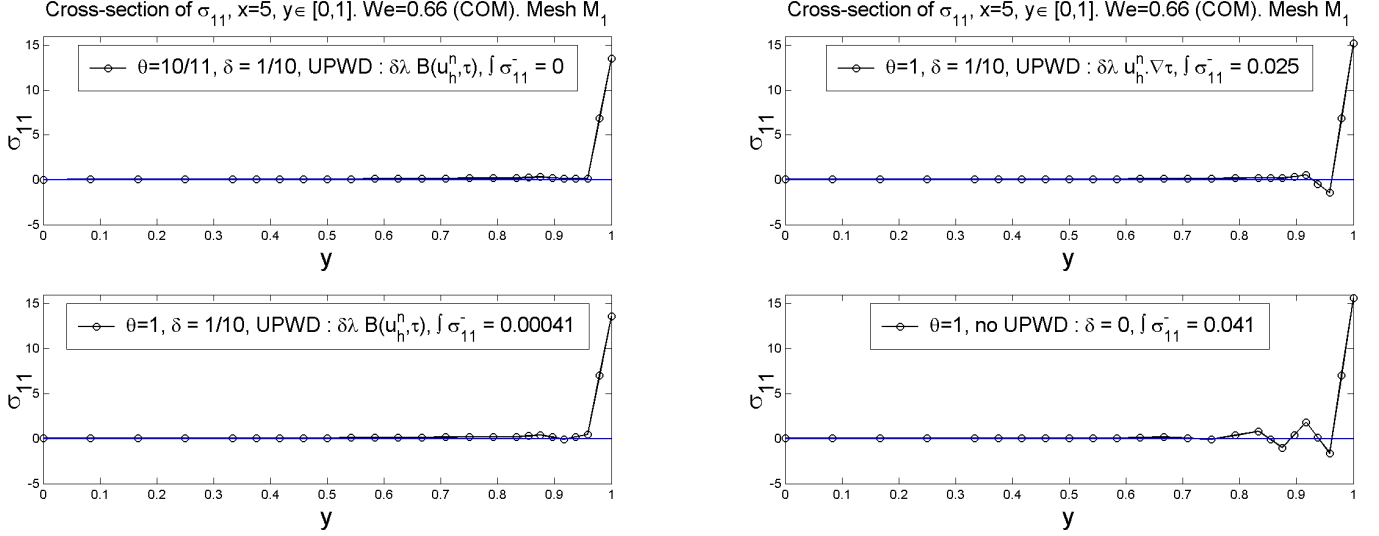 Cross-section of σ₁₁, x=5, y∈ [0,1]. We=0.66 (COM). Mesh M₁
15
10
5
0
-5
σ₁₁
θ=10/11, δ = 1/10, UPWD : δλ B(uₕⁿ,τ), ∫ σ₁₁⁻ = 0
0 0.1 0.2 0.3 0.4 0.5 0.6 0.7 0.8 0.9 1
y
Cross-section of σ₁₁, x=5, y∈ [0,1]. We=0.66 (COM). Mesh M₁
15
10
5
0
-5
σ₁₁
θ=1, δ = 1/10, UPWD : δλ uₕⁿ.∇τ, ∫ σ₁₁⁻ = 0.025
0 0.1 0.2 0.3 0.4 0.5 0.6 0.7 0.8 0.9 1
y
15
10
5
0
-5
σ₁₁
θ=1, δ = 1/10, UPWD : δλ B(uₕⁿ,τ), ∫ σ₁₁⁻ = 0.00041
0 0.1 0.2 0.3 0.4 0.5 0.6 0.7 0.8 0.9 1
y
15
10
5
0
-5
σ₁₁
θ=1, no UPWD : δ = 0, ∫ σ₁₁⁻ = 0.041
0 0.1 0.2 0.3 0.4 0.5 0.6 0.7 0.8 0.9 1
y